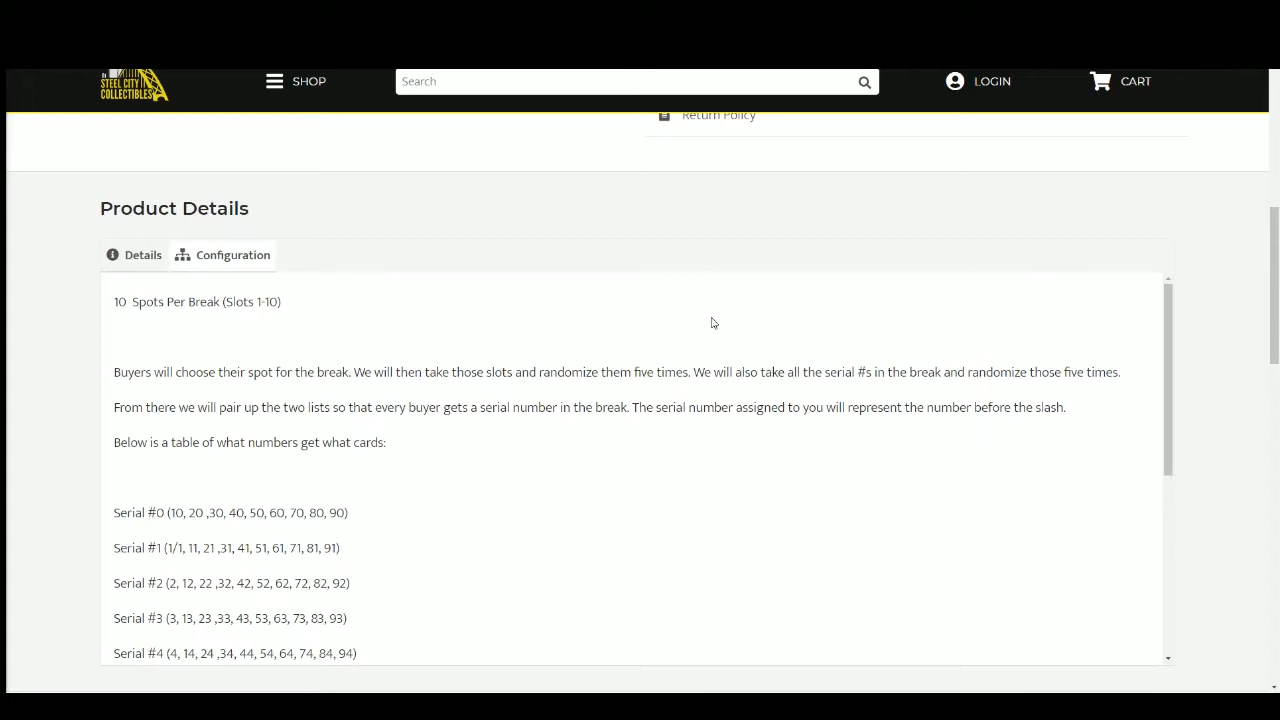 STEEL CITY
COLLECTIBLES
SHOP
Search
LOGIN
CART
Return Policy
Product Details
Details
Configuration
10 Spots Per Break (Slots 1-10)
Buyers will choose their spot for the break. We will then take those slots and randomize them five times. We will also take all the serial #s in the break and randomize those five times.
From there we will pair up the two lists so that every buyer gets a serial number in the break. The serial number assigned to you will represent the number before the slash.
Below is a table of what numbers get what cards:
Serial #0 (10, 20 ,30, 40, 50, 60, 70, 80, 90)
Serial #1 (1/1, 11, 21 ,31, 41, 51, 61, 71, 81, 91)
Serial #2 (2, 12, 22 ,32, 42, 52, 62, 72, 82, 92)
Serial #3 (3, 13, 23 ,33, 43, 53, 63, 73, 83, 93)
Serial #4 (4, 14, 24 ,34, 44, 54, 64, 74, 84, 94)